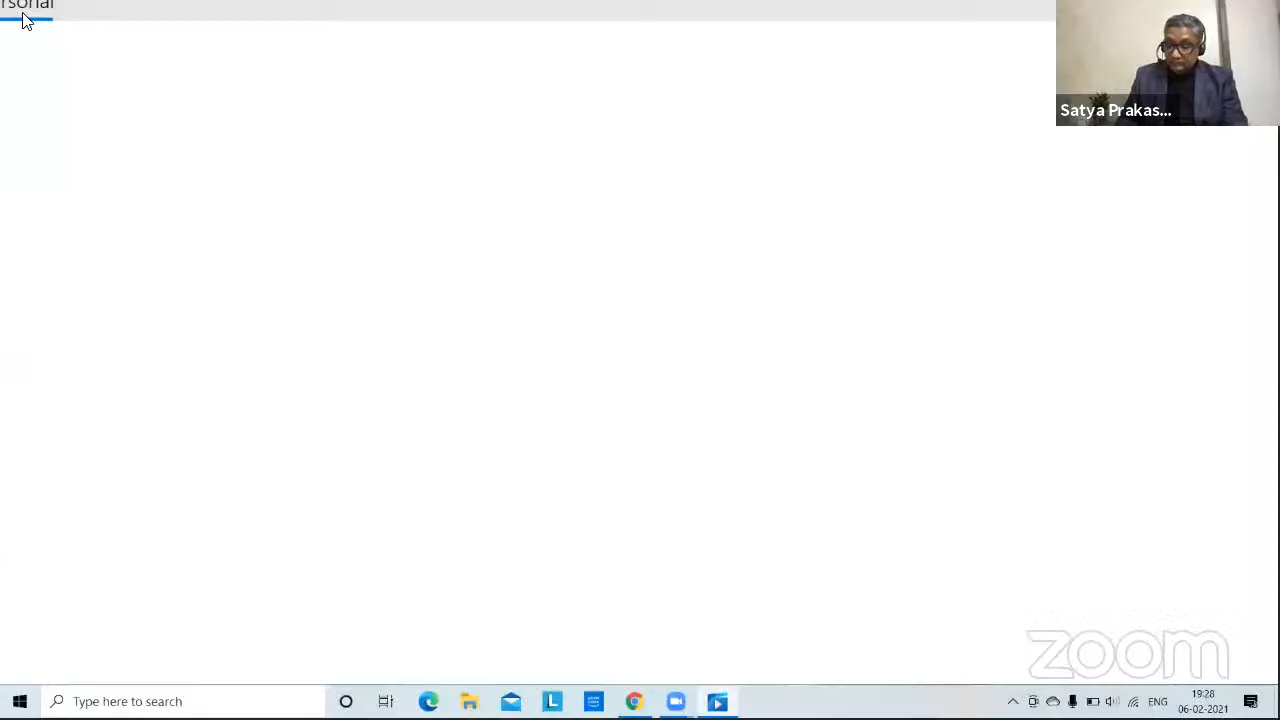 rsonal
Satya Prakas...
zoom
Type here to search
L
ENG
19:28
06-02-2021